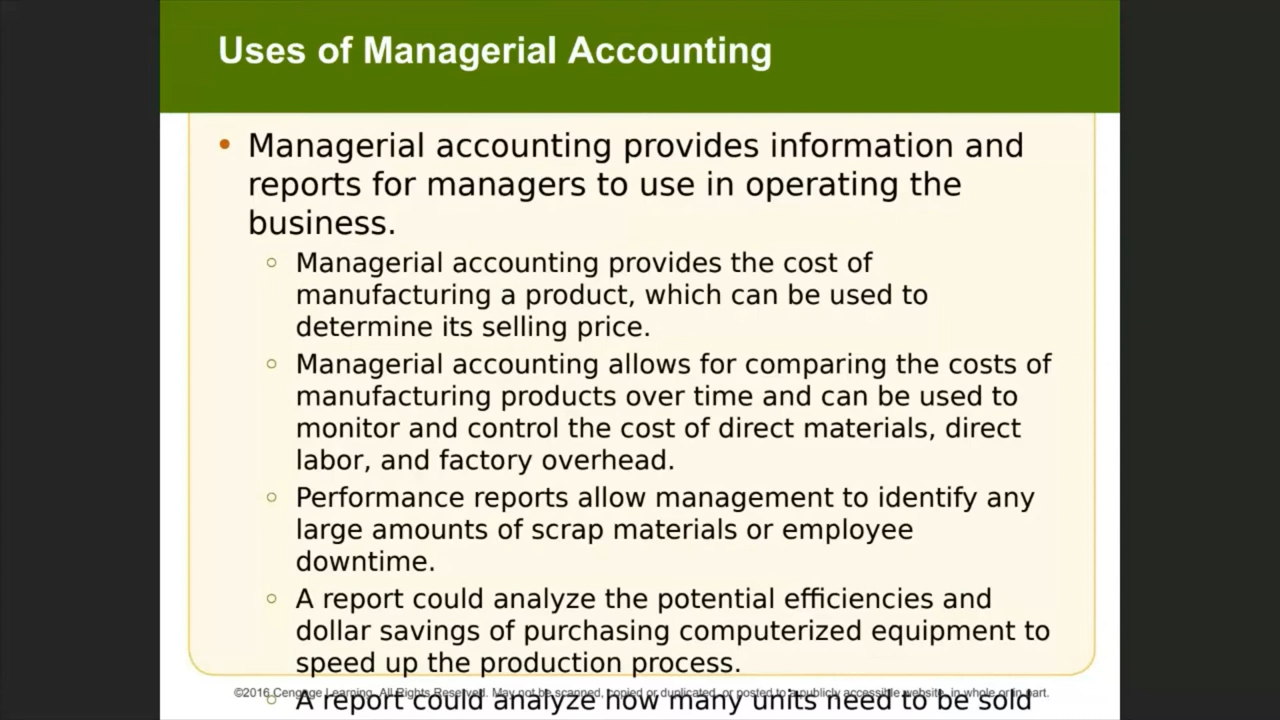 Uses of Managerial Accounting
• Managerial accounting provides information and
reports for managers to use in operating the
business.
○ Managerial accounting provides the cost of
manufacturing a product, which can be used to
determine its selling price.
○ Managerial accounting allows for comparing the costs of
manufacturing products over time and can be used to
monitor and control the cost of direct materials, direct
labor, and factory overhead.
○ Performance reports allow management to identify any
large amounts of scrap materials or employee
downtime.
○ A report could analyze the potential efficiencies and
dollar savings of purchasing computerized equipment to
speed up the production process.
©2016 Cengage Learning. All Rights Reserved. May not be scanned, copied or duplicated, or posted to a publicly accessible website, in whole or in part.
○ A report could analyze how many units need to be sold